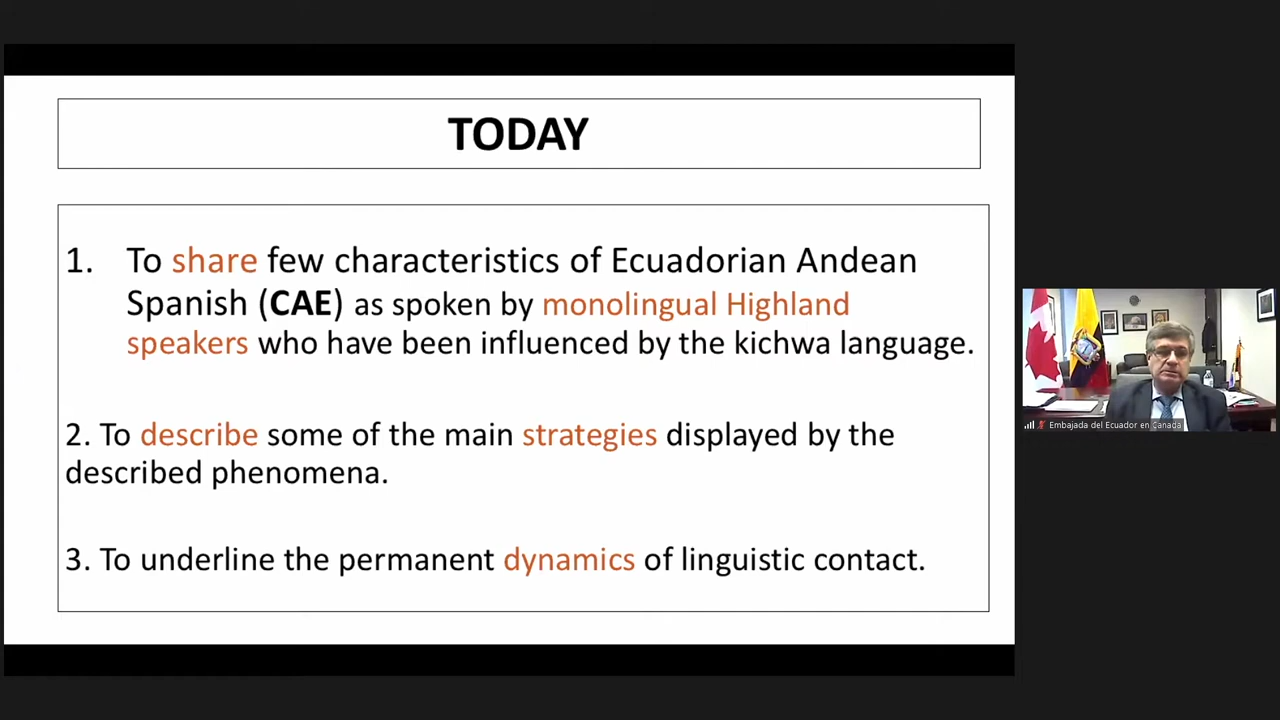 TODAY
1. To share few characteristics of Ecuadorian Andean
Spanish (CAE) as spoken by monolingual Highland
speakers who have been influenced by the kichwa language.
2. To describe some of the main strategies displayed by the
described phenomena.
3. To underline the permanent dynamics of linguistic contact.
Embajada del Ecuador en Canada